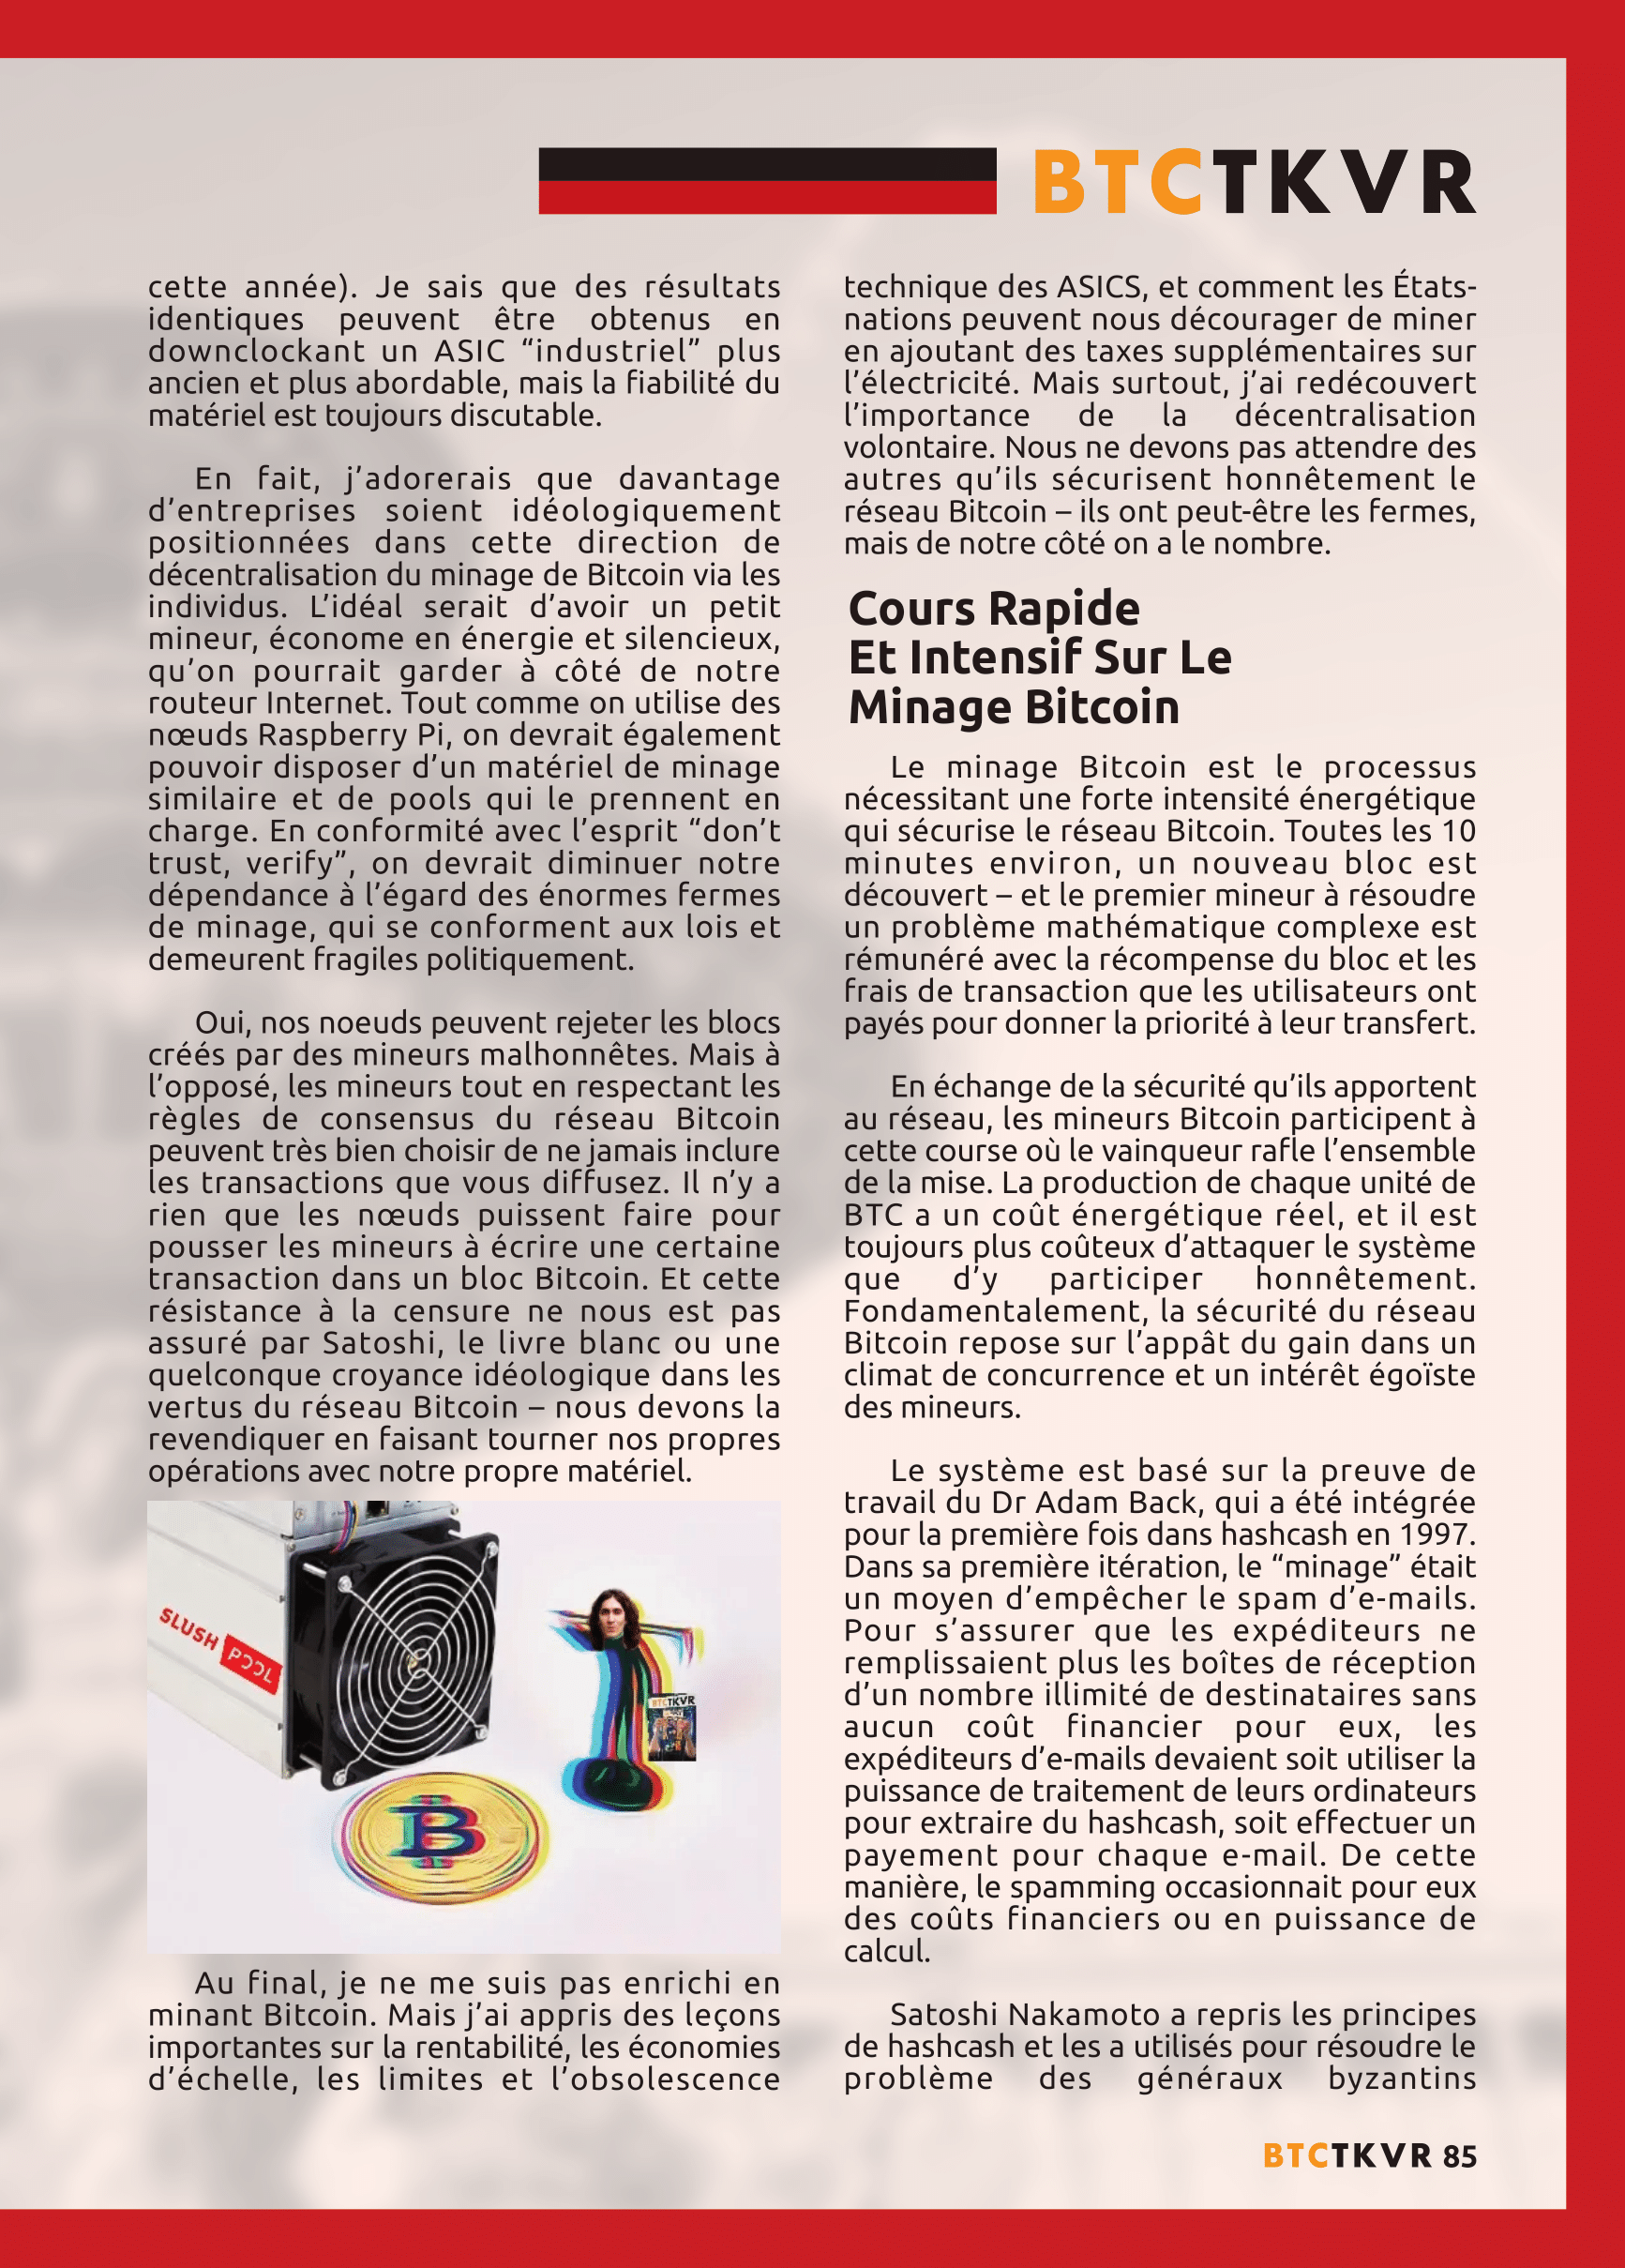 BTCTKVR
cette année). Je sais que des résultats
identiques peuvent être obtenus en
downclockant un ASIC “industriel” plus
ancien et plus abordable, mais la fiabilité du
matériel est toujours discutable.
En fait, j’adorerais que davantage
d’entreprises soient idéologiquement
positionnées dans cette direction de
décentralisation du minage de Bitcoin via les
individus. L’idéal serait d’avoir un petit
mineur, économe en énergie et silencieux,
qu’on pourrait garder à côté de notre
routeur Internet. Tout comme on utilise des
nœuds Raspberry Pi, on devrait également
pouvoir disposer d’un matériel de minage
similaire et de pools qui le prennent en
charge. En conformité avec l’esprit “don’t
trust, verify”, on devrait diminuer notre
dépendance à l’égard des énormes fermes
de minage, qui se conforment aux lois et
demeurent fragiles politiquement.
Oui, nos noeuds peuvent rejeter les blocs
créés par des mineurs malhonnêtes. Mais à
l’opposé, les mineurs tout en respectant les
règles de consensus du réseau Bitcoin
peuvent très bien choisir de ne jamais inclure
les transactions que vous diffusez. Il n’y a
rien que les nœuds puissent faire pour
pousser les mineurs à écrire une certaine
transaction dans un bloc Bitcoin. Et cette
résistance à la censure ne nous est pas
assuré par Satoshi, le livre blanc ou une
quelconque croyance idéologique dans les
vertus du réseau Bitcoin – nous devons la
revendiquer en faisant tourner nos propres
opérations avec notre propre matériel.
SLUSH POOL
BTCTKVR
Au final, je ne me suis pas enrichi en
minant Bitcoin. Mais j’ai appris des leçons
importantes sur la rentabilité, les économies
d’échelle, les limites et l’obsolescence
technique des ASICS, et comment les États-
nations peuvent nous décourager de miner
en ajoutant des taxes supplémentaires sur
l’électricité. Mais surtout, j’ai redécouvert
l’importance de la décentralisation
volontaire. Nous ne devons pas attendre des
autres qu’ils sécurisent honnêtement le
réseau Bitcoin – ils ont peut-être les fermes,
mais de notre côté on a le nombre.
Cours Rapide
Et Intensif Sur Le
Minage Bitcoin
Le minage Bitcoin est le processus
nécessitant une forte intensité énergétique
qui sécurise le réseau Bitcoin. Toutes les 10
minutes environ, un nouveau bloc est
découvert – et le premier mineur à résoudre
un problème mathématique complexe est
rémunéré avec la récompense du bloc et les
frais de transaction que les utilisateurs ont
payés pour donner la priorité à leur transfert.
En échange de la sécurité qu’ils apportent
au réseau, les mineurs Bitcoin participent à
cette course où le vainqueur rafle l’ensemble
de la mise. La production de chaque unité de
BTC a un coût énergétique réel, et il est
toujours plus coûteux d’attaquer le système
que d’y participer honnêtement.
Fondamentalement, la sécurité du réseau
Bitcoin repose sur l’appât du gain dans un
climat de concurrence et un intérêt égoïste
des mineurs.
Le système est basé sur la preuve de
travail du Dr Adam Back, qui a été intégrée
pour la première fois dans hashcash en 1997.
Dans sa première itération, le “minage” était
un moyen d’empêcher le spam d’e-mails.
Pour s’assurer que les expéditeurs ne
remplissaient plus les boîtes de réception
d’un nombre illimité de destinataires sans
aucun coût financier pour eux, les
expéditeurs d’e-mails devaient soit utiliser la
puissance de traitement de leurs ordinateurs
pour extraire du hashcash, soit effectuer un
payement pour chaque e-mail. De cette
manière, le spamming occasionnait pour eux
des coûts financiers ou en puissance de
calcul.
Satoshi Nakamoto a repris les principes
de hashcash et les a utilisés pour résoudre le
problème des généraux byzantins
BTCTKVR 85